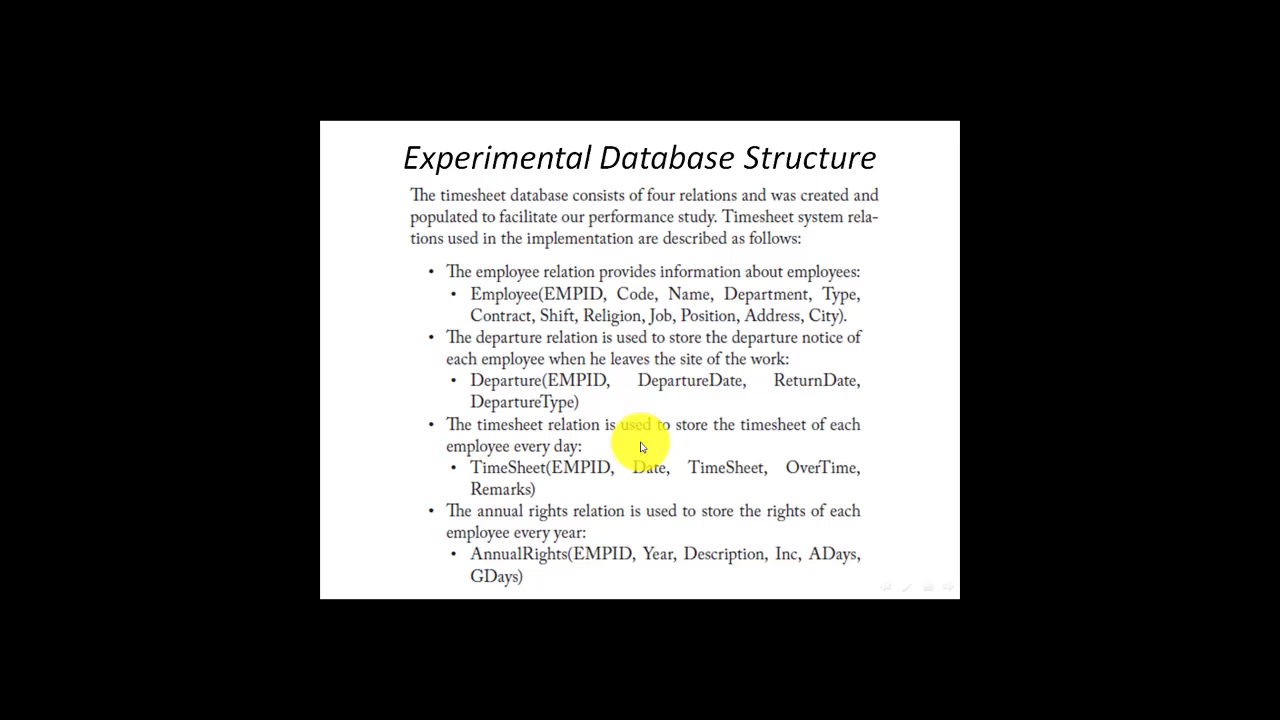 Experimental Database Structure
The timesheet database consists of four relations and was created and
populated to facilitate our performance study. Timesheet system rela-
tions used in the implementation are described as follows:
• The employee relation provides information about employees:
• Employee(EMPID, Code, Name, Department, Type,
Contract, Shift, Religion, Job, Position, Address, City).
• The departure relation is used to store the departure notice of
each employee when he leaves the site of the work:
• Departure(EMPID, DepartureDate, ReturnDate,
DepartureType)
• The timesheet relation is used to store the timesheet of each
employee every day:
• TimeSheet(EMPID, Date, TimeSheet, OverTime,
Remarks)
• The annual rights relation is used to store the rights of each
employee every year:
• AnnualRights(EMPID, Year, Description, Inc, ADays,
GDays)